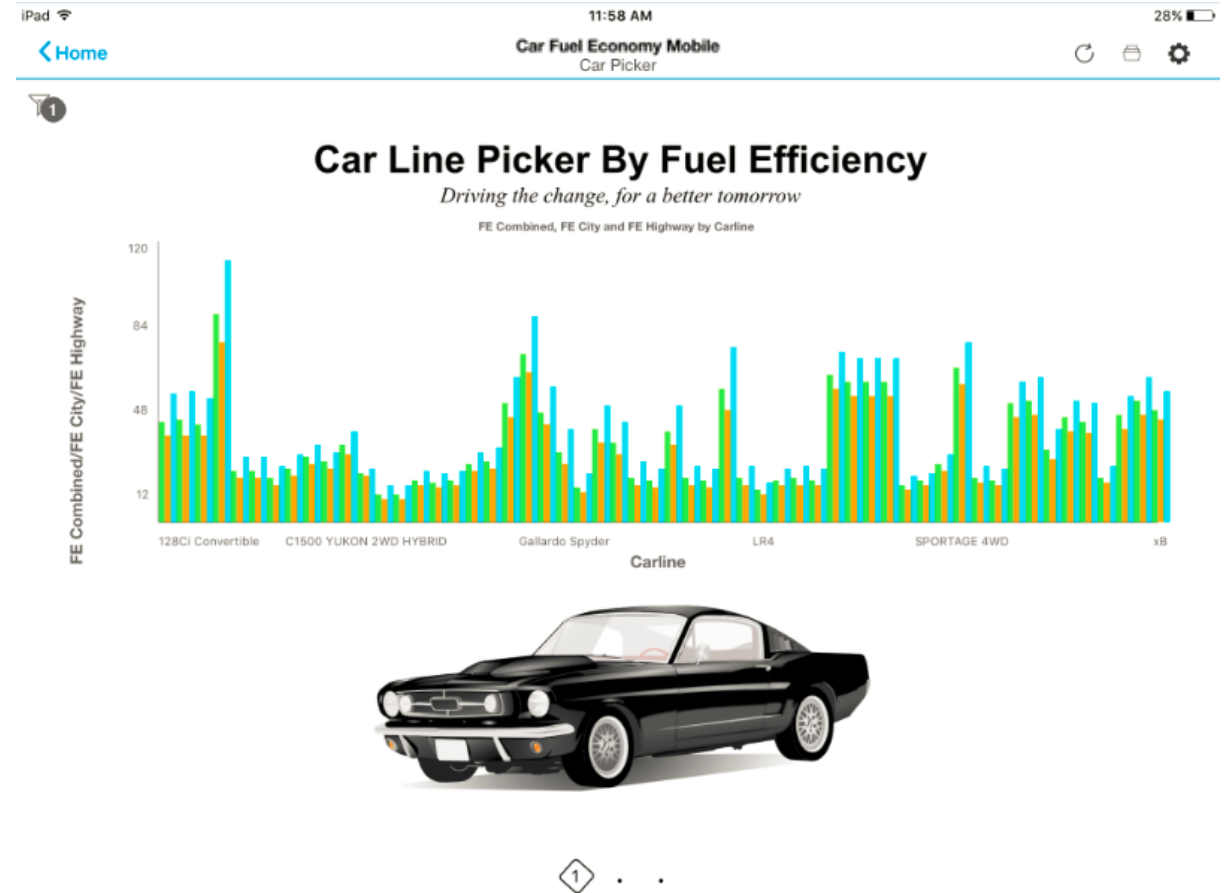 iPad 11:58 AM 28%
Home
Car Fuel Economy Mobile
Car Picker
1
Car Line Picker By Fuel Efficiency
Driving the change, for a better tomorrow
FE Combined, FE City and FE Highway by Carline
FE Combined/FE City/FE Highway
120
84
48
12
128Ci Convertible C1500 YUKON 2WD HYBRID Gallardo Spyder LR4 SPORTAGE 4WD xB
Carline
1